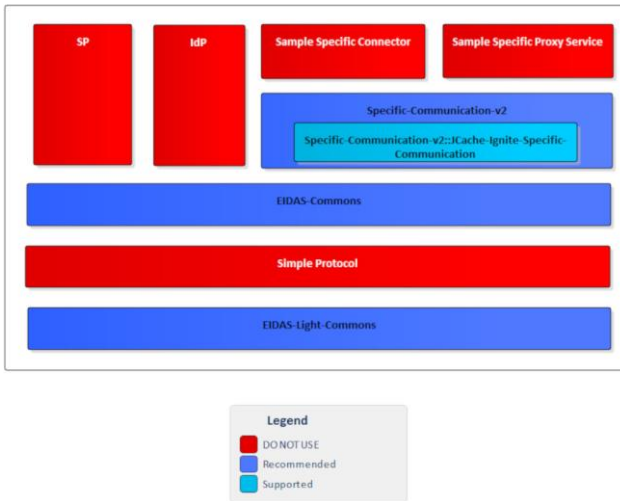 SP
IdP
Sample Specific Connector
Sample Specific Proxy Service
Specific-Communication-v2
Specific-Communication-v2::JCache-Ignite-Specific-
Communication
EIDAS-Commons
Simple Protocol
EIDAS-Light-Commons
Legend
DO NOT USE
Recommended
Supported